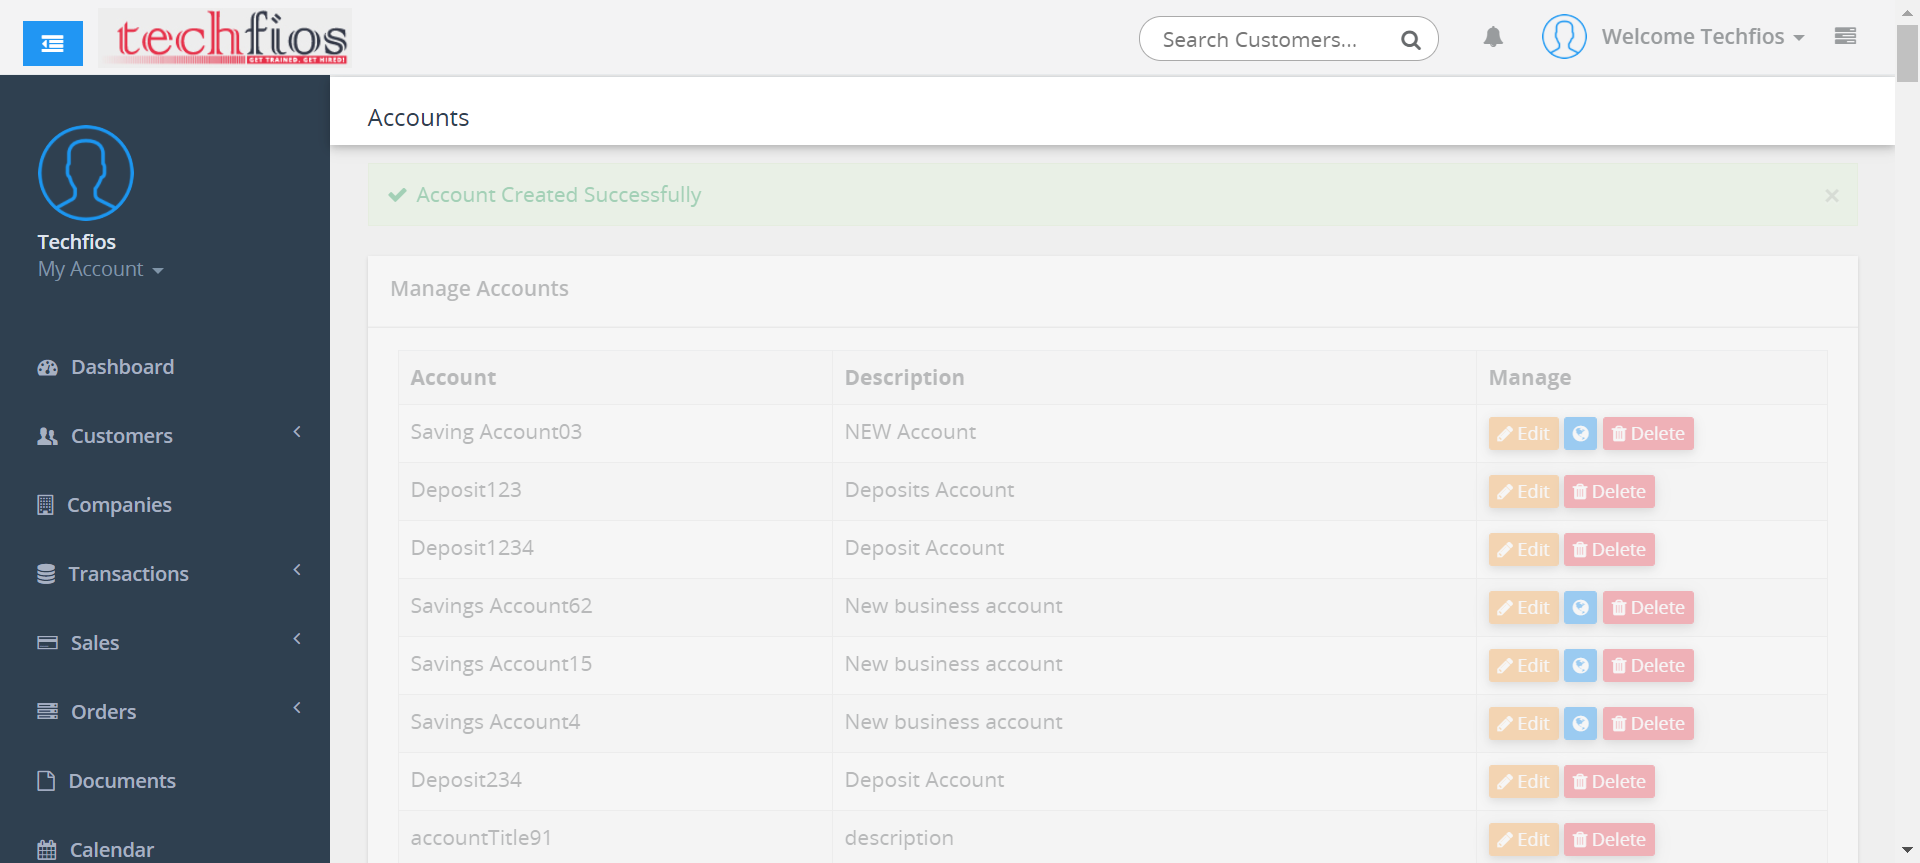 techfios
GET TRAINED. GET HIRED!
Search Customers...
Welcome Techfios
Techfios
My Account
Dashboard
Customers
Companies
Transactions
Sales
Orders
Documents
Calendar
Accounts
Account Created Successfully ×
Manage Accounts
Account Description Manage
Saving Account03 NEW Account Edit Delete
Deposit123 Deposits Account Edit Delete
Deposit1234 Deposit Account Edit Delete
Savings Account62 New business account Edit Delete
Savings Account15 New business account Edit Delete
Savings Account4 New business account Edit Delete
Deposit234 Deposit Account Edit Delete
accountTitle91 description Edit Delete